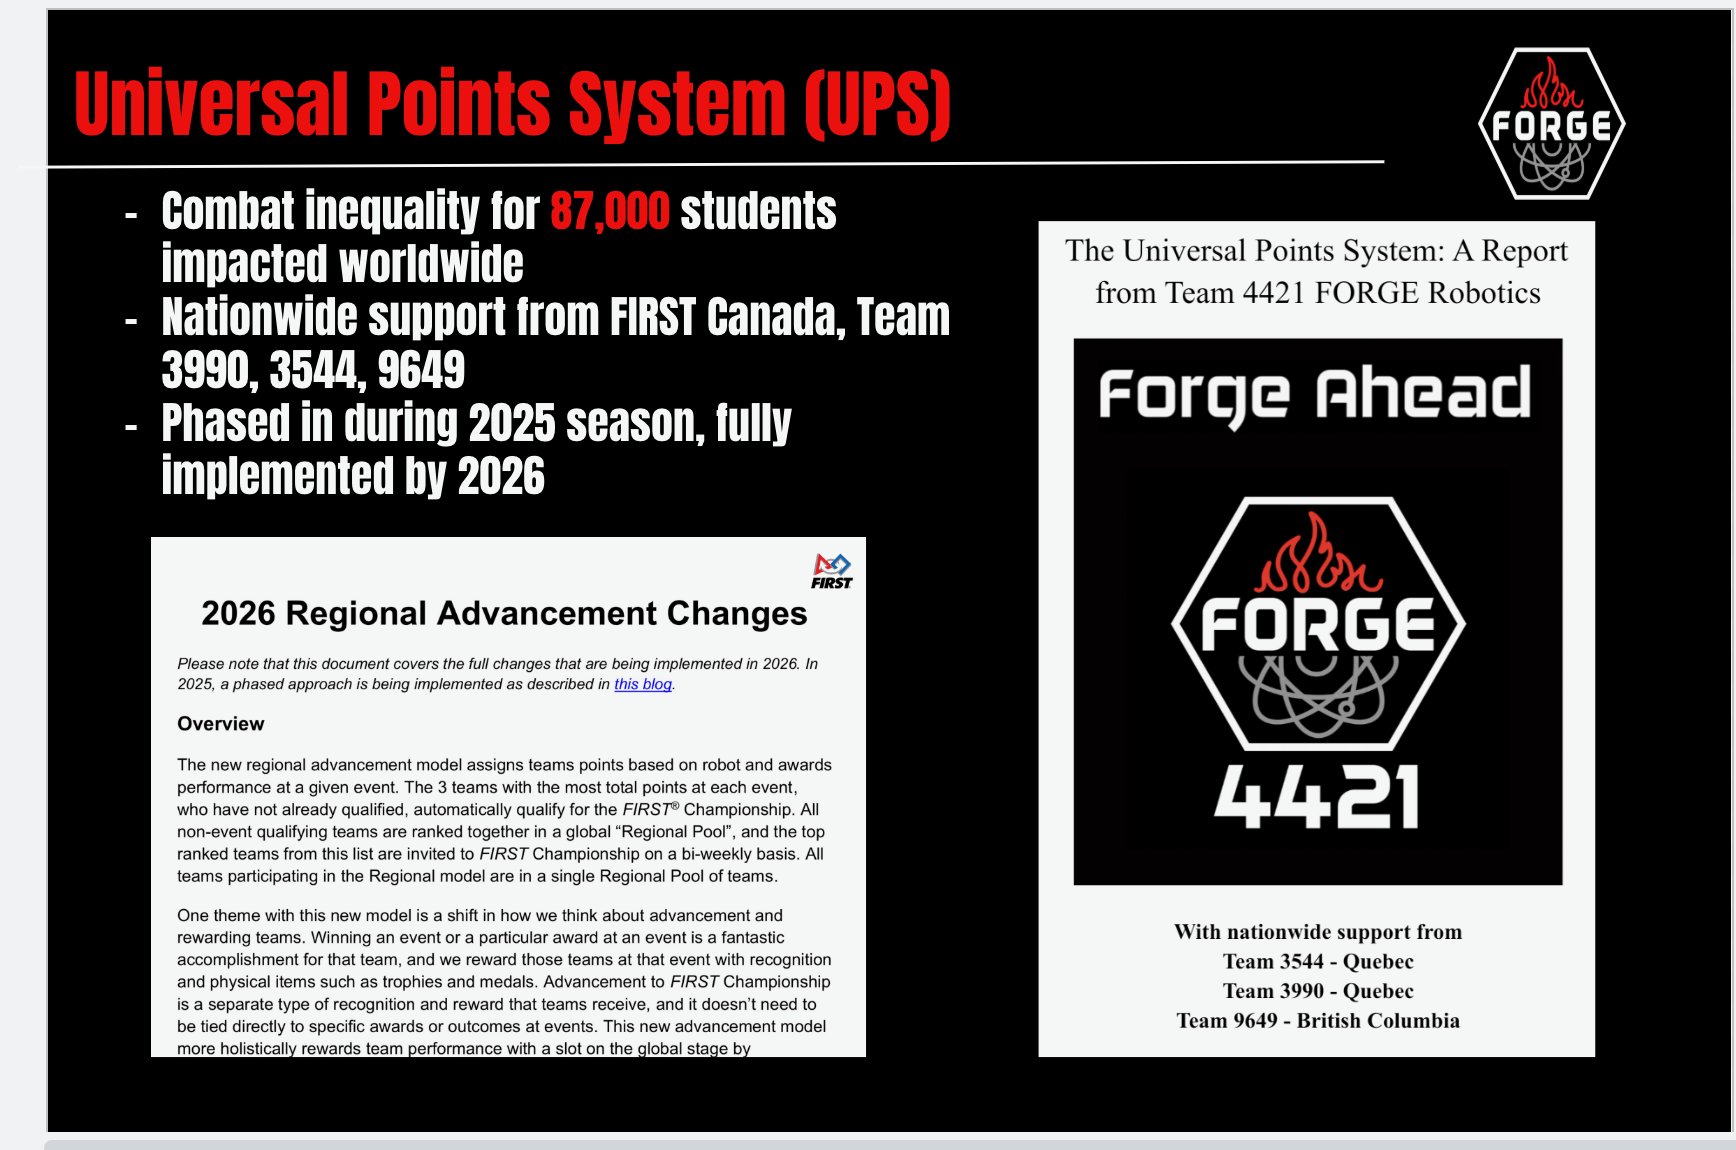 Universal Points System (UPS)
FORGE
- Combat inequality for 87,000 students
impacted worldwide
- Nationwide support from FIRST Canada, Team
3990, 3544, 9649
- Phased in during 2025 season, fully
implemented by 2026
FIRST
2026 Regional Advancement Changes
Please note that this document covers the full changes that are being implemented in 2026. In
2025, a phased approach is being implemented as described in this blog.
Overview
The new regional advancement model assigns teams points based on robot and awards
performance at a given event. The 3 teams with the most total points at each event,
who have not already qualified, automatically qualify for the FIRST® Championship. All
non-event qualifying teams are ranked together in a global “Regional Pool”, and the top
ranked teams from this list are invited to FIRST Championship on a bi-weekly basis. All
teams participating in the Regional model are in a single Regional Pool of teams.
One theme with this new model is a shift in how we think about advancement and
rewarding teams. Winning an event or a particular award at an event is a fantastic
accomplishment for that team, and we reward those teams at that event with recognition
and physical items such as trophies and medals. Advancement to FIRST Championship
is a separate type of recognition and reward that teams receive, and it doesn’t need to
be tied directly to specific awards or outcomes at events. This new advancement model
more holistically rewards team performance with a slot on the global stage by
The Universal Points System: A Report
from Team 4421 FORGE Robotics
Forge Ahead
FORGE
4421
With nationwide support from
Team 3544 - Quebec
Team 3990 - Quebec
Team 9649 - British Columbia